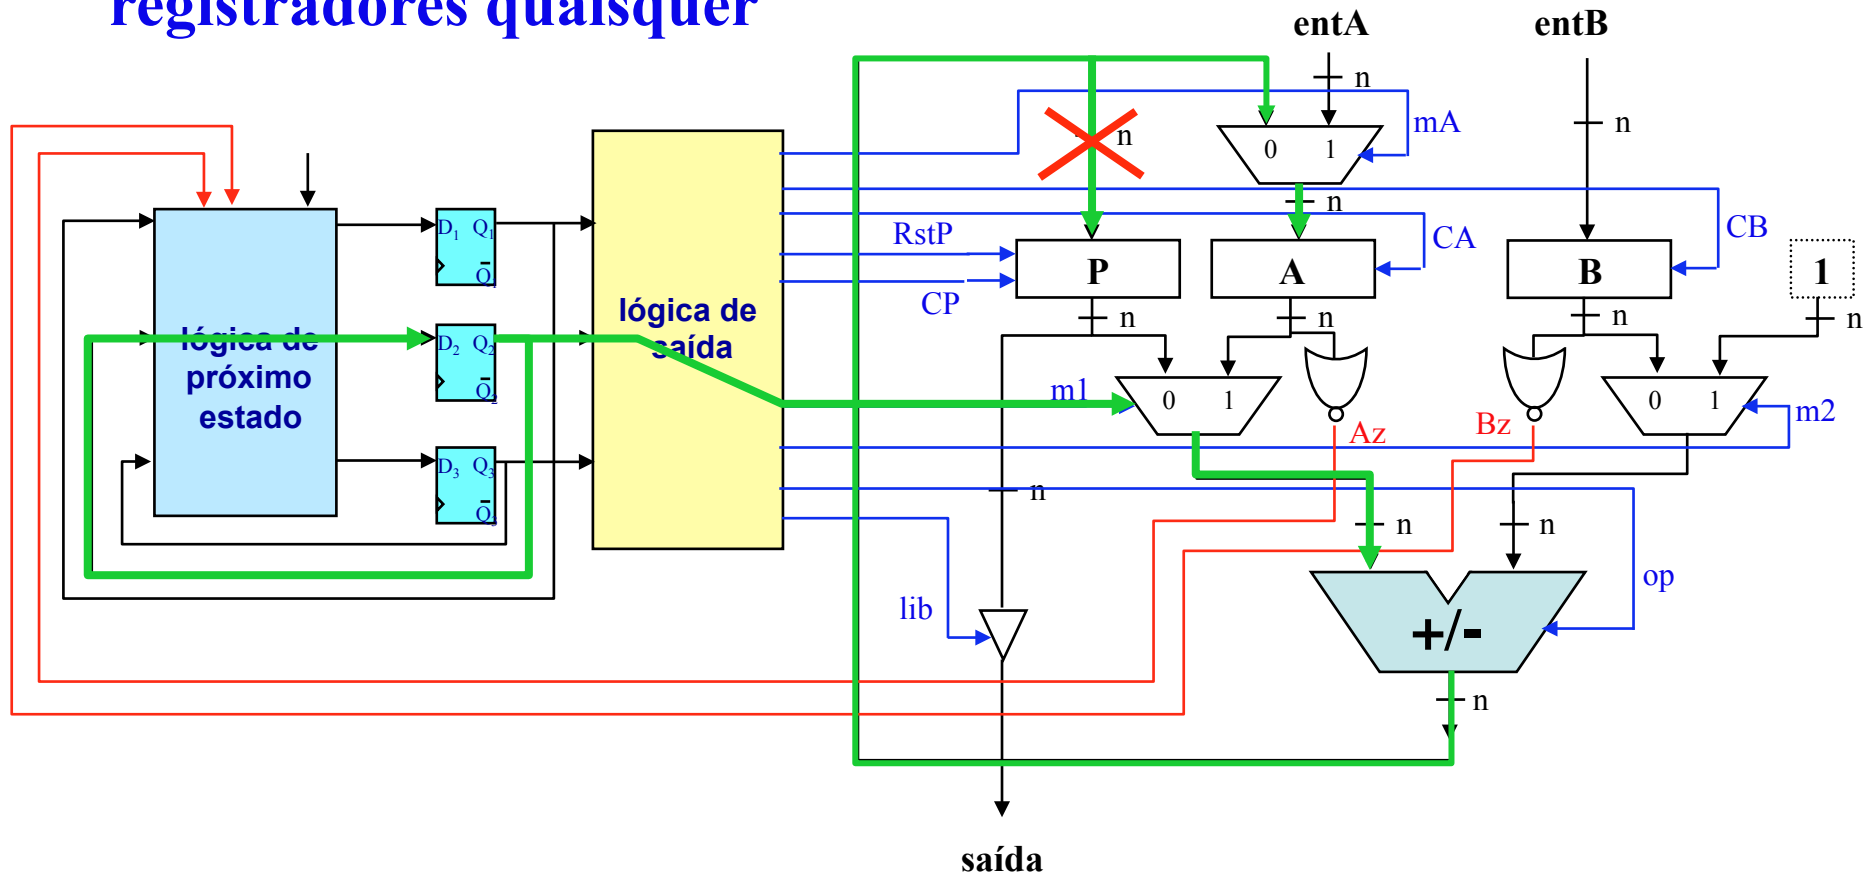 registradores quaisquer
entA
entB
n
n
n
mA
0 1
n
RstP
CP
CA
CB
P
A
B
1
n
n
n
n
D1 Q1
Q1
D2 Q2
Q2
D3 Q3
Q3
lógica de
próximo
estado
lógica de
saída
m1
0 1
0 1
m2
Az
Bz
n
n
n
lib
op
+/-
n
saída